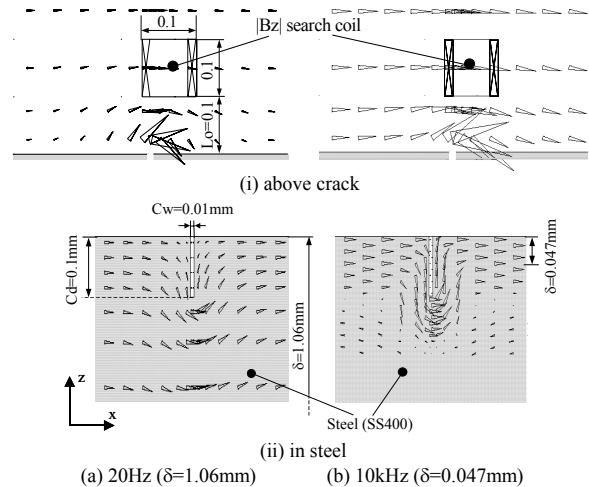 0.1
|Bz| search coil
0.1
Lo=0.1
(i) above crack
Cw=0.01mm
Cd=0.1mm
δ=1.06mm
δ=0.047mm
z
x
Steel (SS400)
(ii) in steel
(a) 20Hz (δ=1.06mm)
(b) 10kHz (δ=0.047mm)